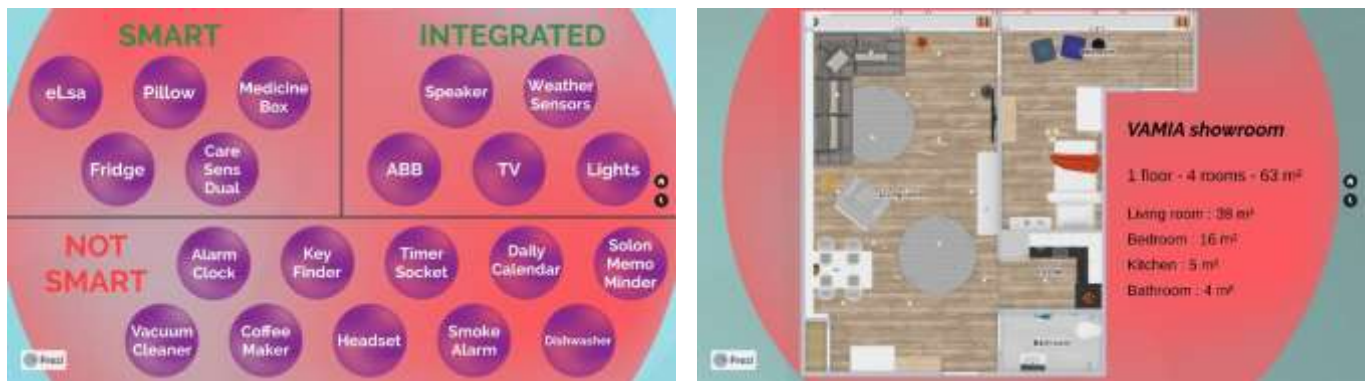 SMART
eLsa
Pillow
Medicine
Box
Fridge
Care
Sens
Dual
INTEGRATED
Speaker
Weather
Sensors
ABB
TV
Lights
NOT
SMART
Alarm
Clock
Key
Finder
Timer
Socket
Daily
Calendar
Solon
Memo
Minder
Vacuum
Cleaner
Coffee
Maker
Headset
Smoke
Alarm
Dishwasher
Prezi
VAMIA showroom
1 floor - 4 rooms - 63 m²
Living room : 38 m²
Bedroom : 16 m²
Kitchen : 5 m²
Bathroom : 4 m²
Prezi